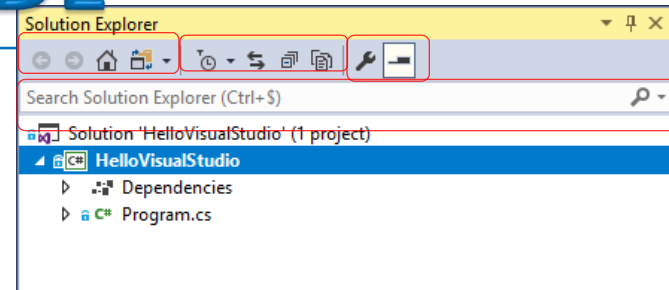 Solution Explorer
Search Solution Explorer (Ctrl+$)
Solution 'HelloVisualStudio' (1 project)
C# HelloVisualStudio
Dependencies
C# Program.cs